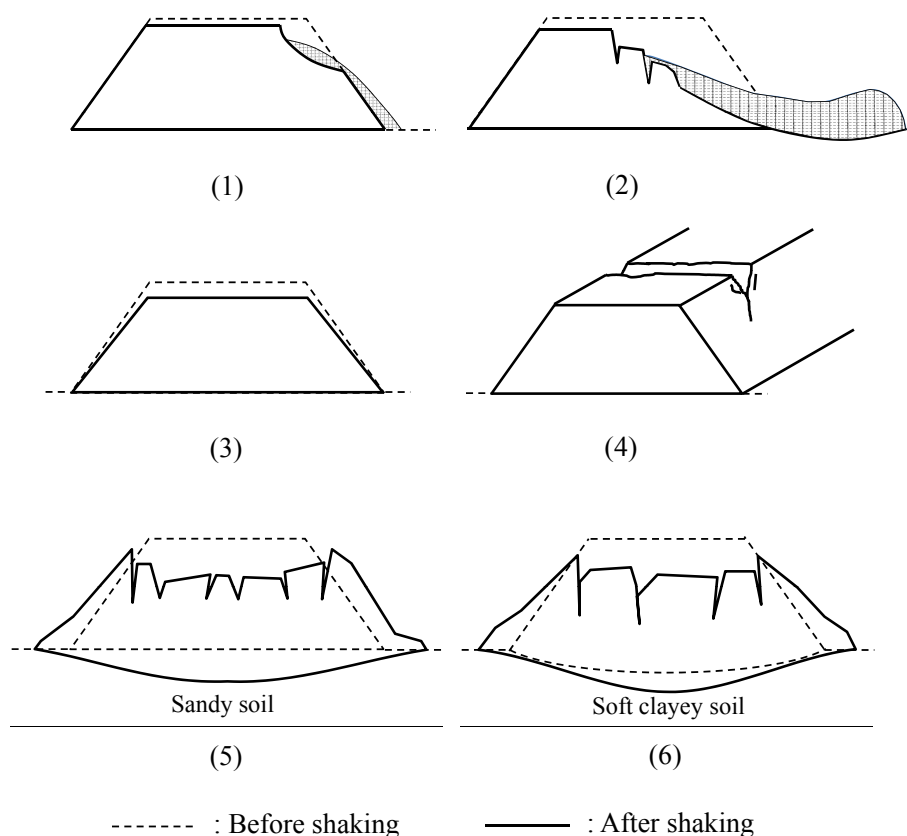 (1)
(2)
(3)
(4)
Sandy soil
Soft clayey soil
(5)
(6)
: Before shaking
: After shaking